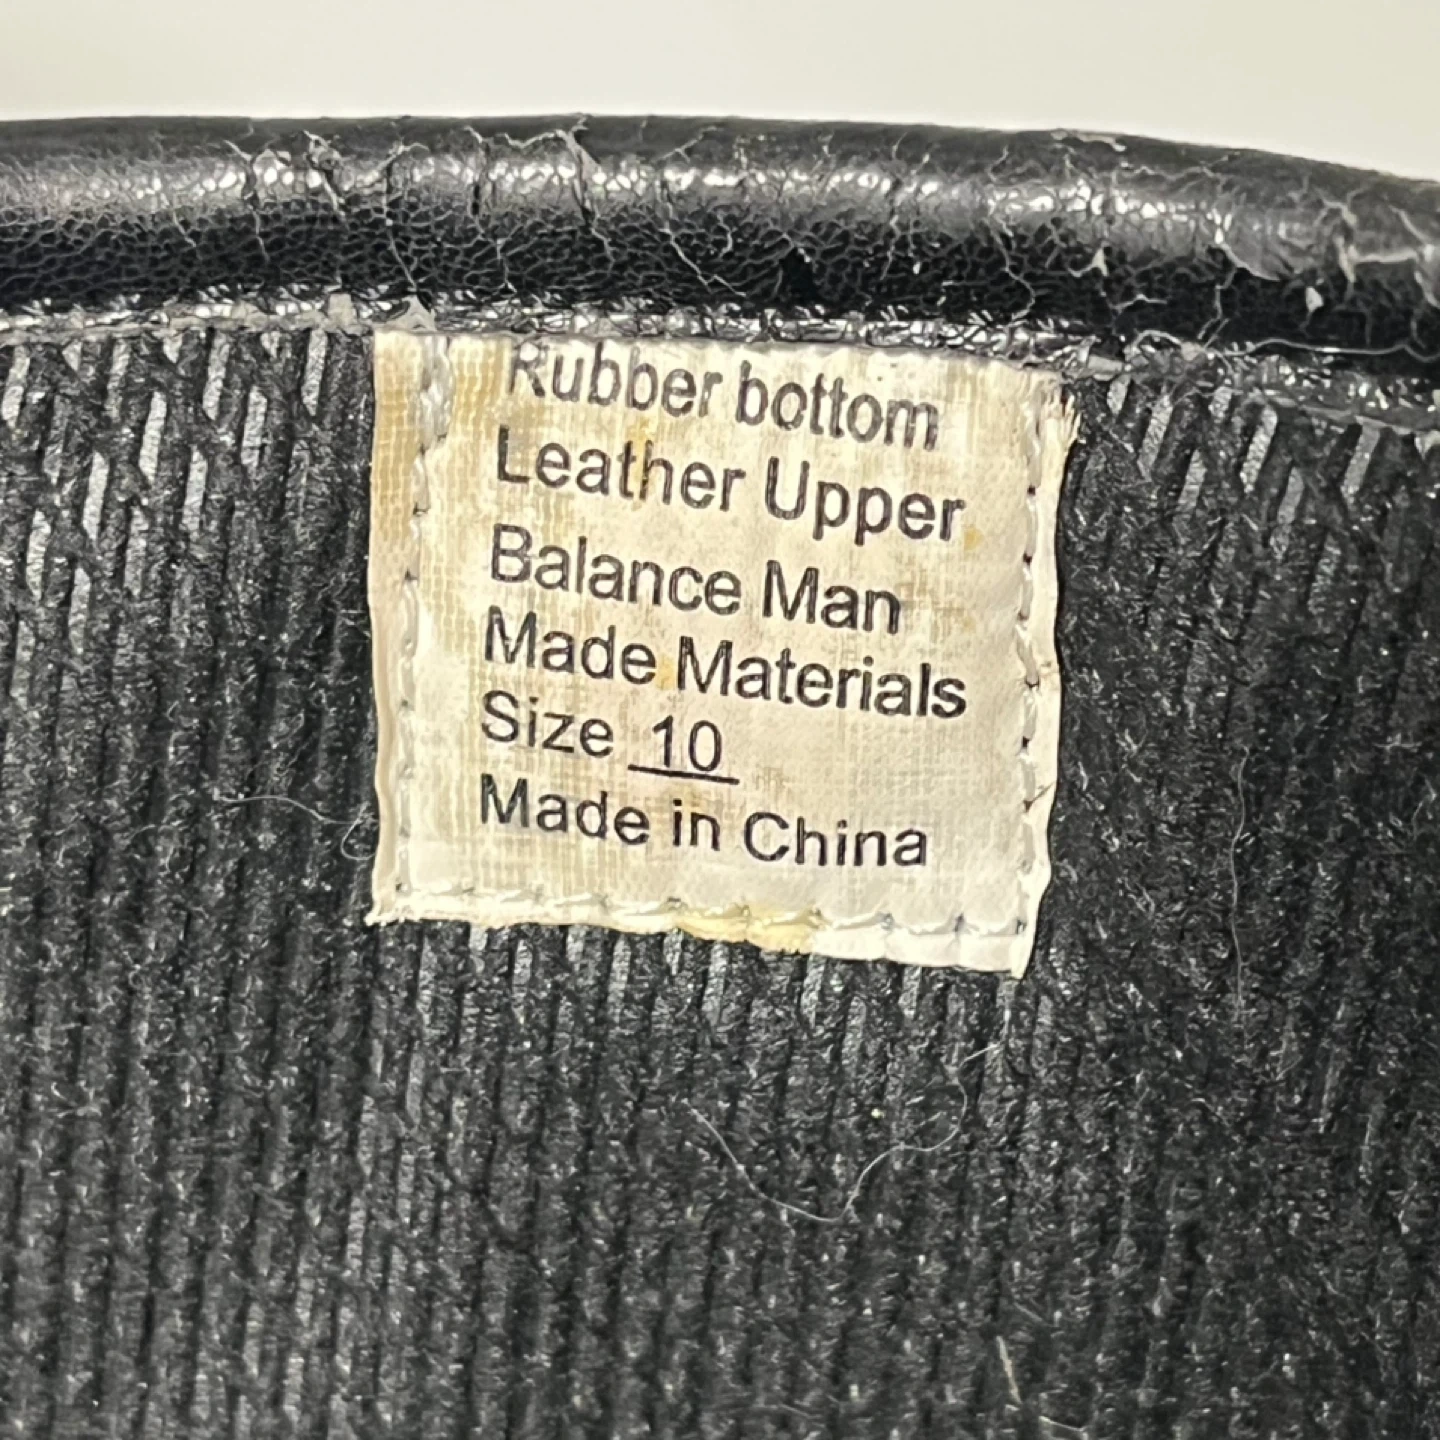 Rubber bottom
Leather Upper
Balance Man
Made Materials
Size 10
Made in China